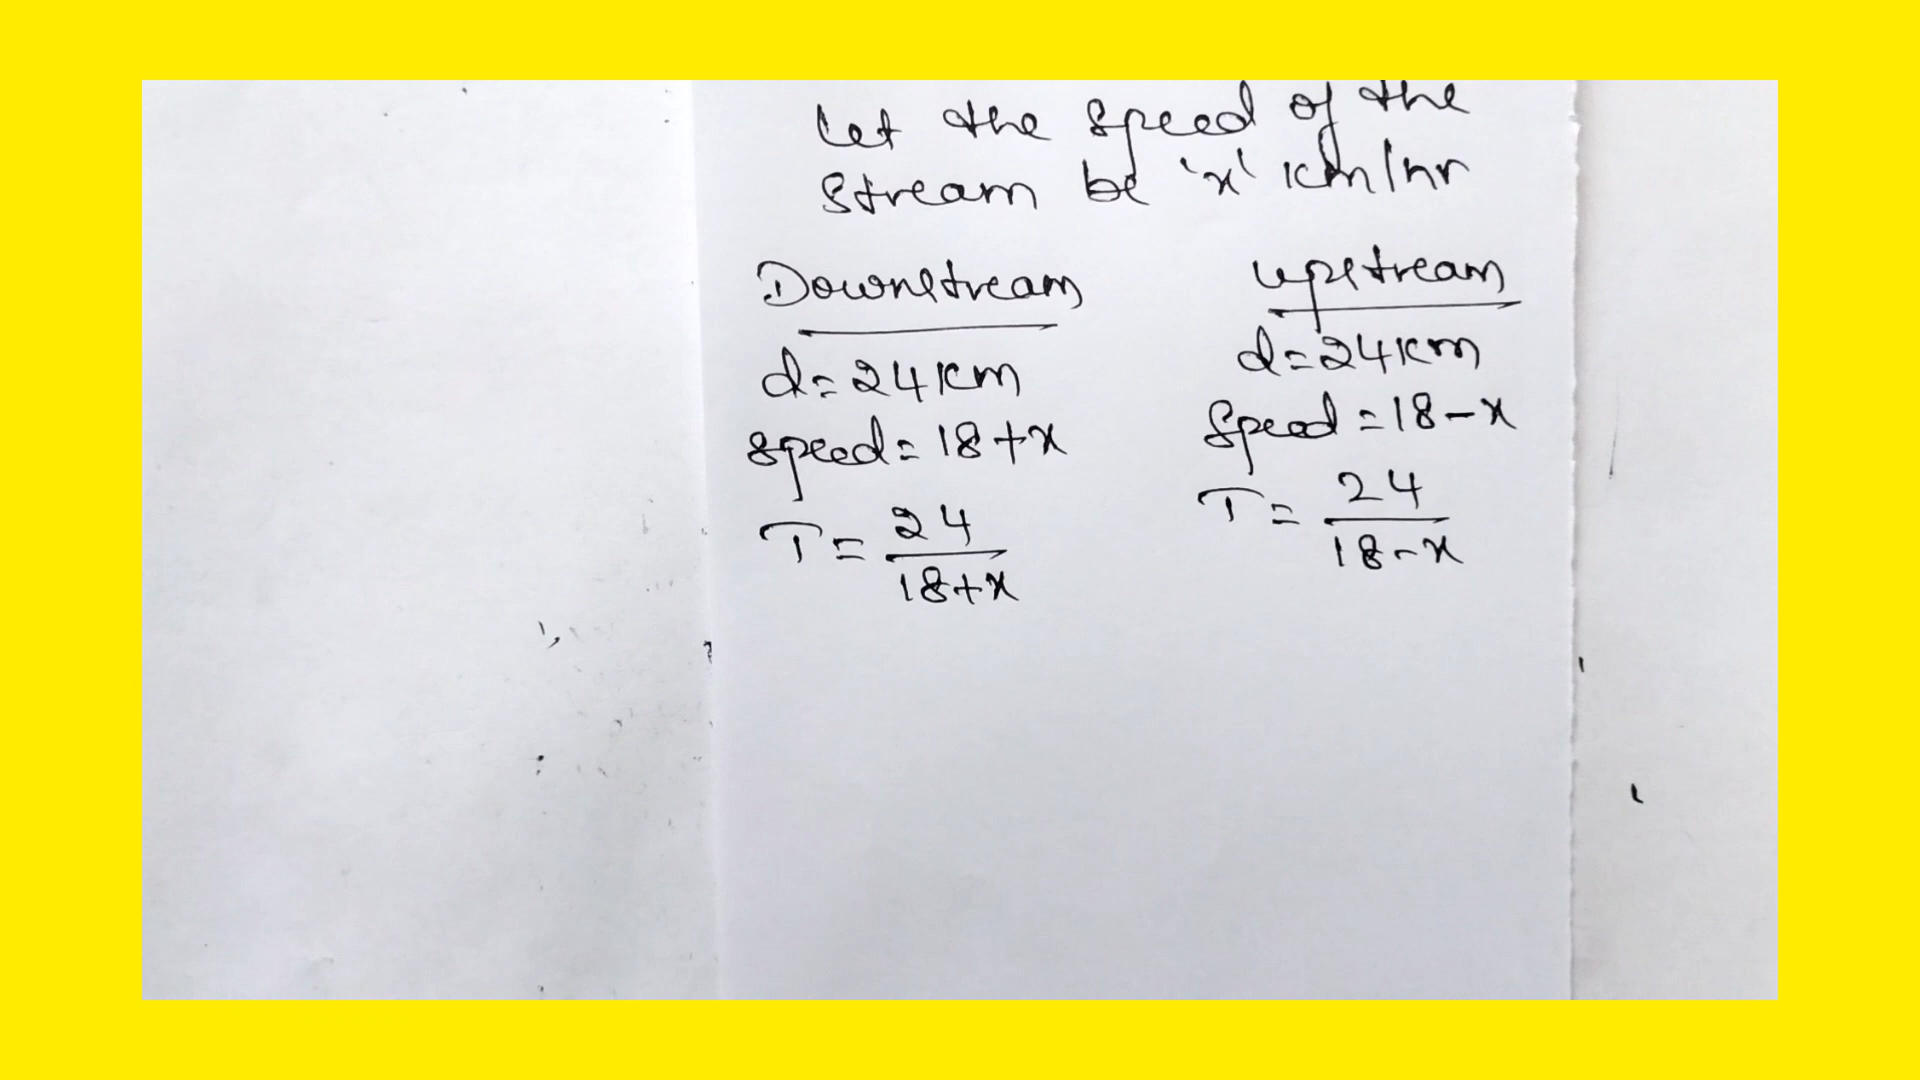 Let the speed of the
stream be 'x' km/hr
Downstream
d=24km
speed=18+x
T=24/18+x
upstream
d=24km
Speed=18-x
T=24/18-x